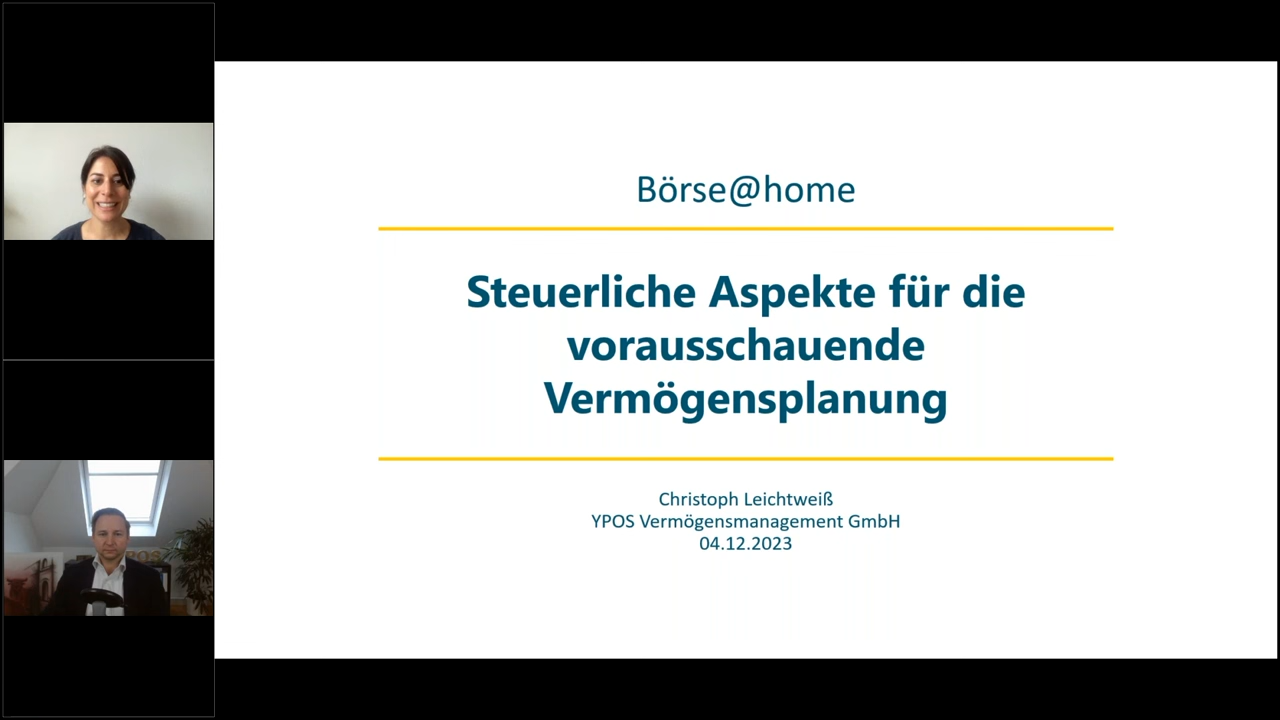 Börse@home
Steuerliche Aspekte für die
vorausschauende
Vermögensplanung
Christoph Leichtweiß
YPOS Vermögensmanagement GmbH
04.12.2023